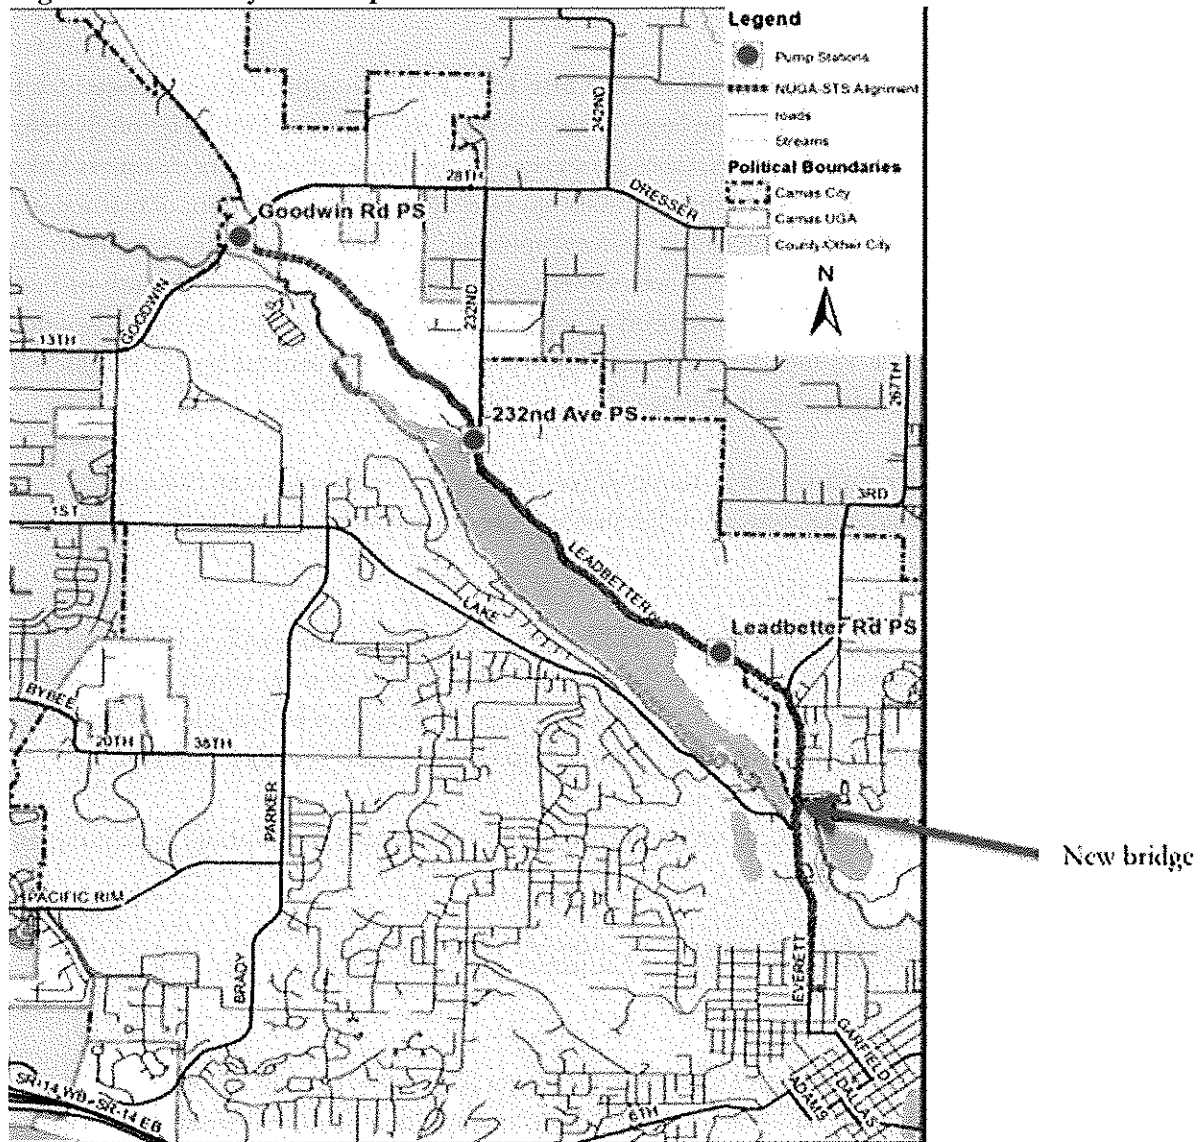 Legend
Pump Stations
NUGA-STS Alignment
roads
Streams
Political Boundaries
Camas City
Camas UGA
County/Other City
N
242ND
28TH
DRESSER
Goodwin Rd PS
GOODWIN
232ND
13TH
267TH
232nd Ave PS
3RD
1ST
LEADBETTER
LAKE
Leadbetter Rd PS
BYBEE
20TH
38TH
PARKER
New bridge
PACIFIC RIM
BRADY
EVERETT
GARFIELD
ADAMS
DALLAS
SR-14 WB
SR-14 EB
6TH